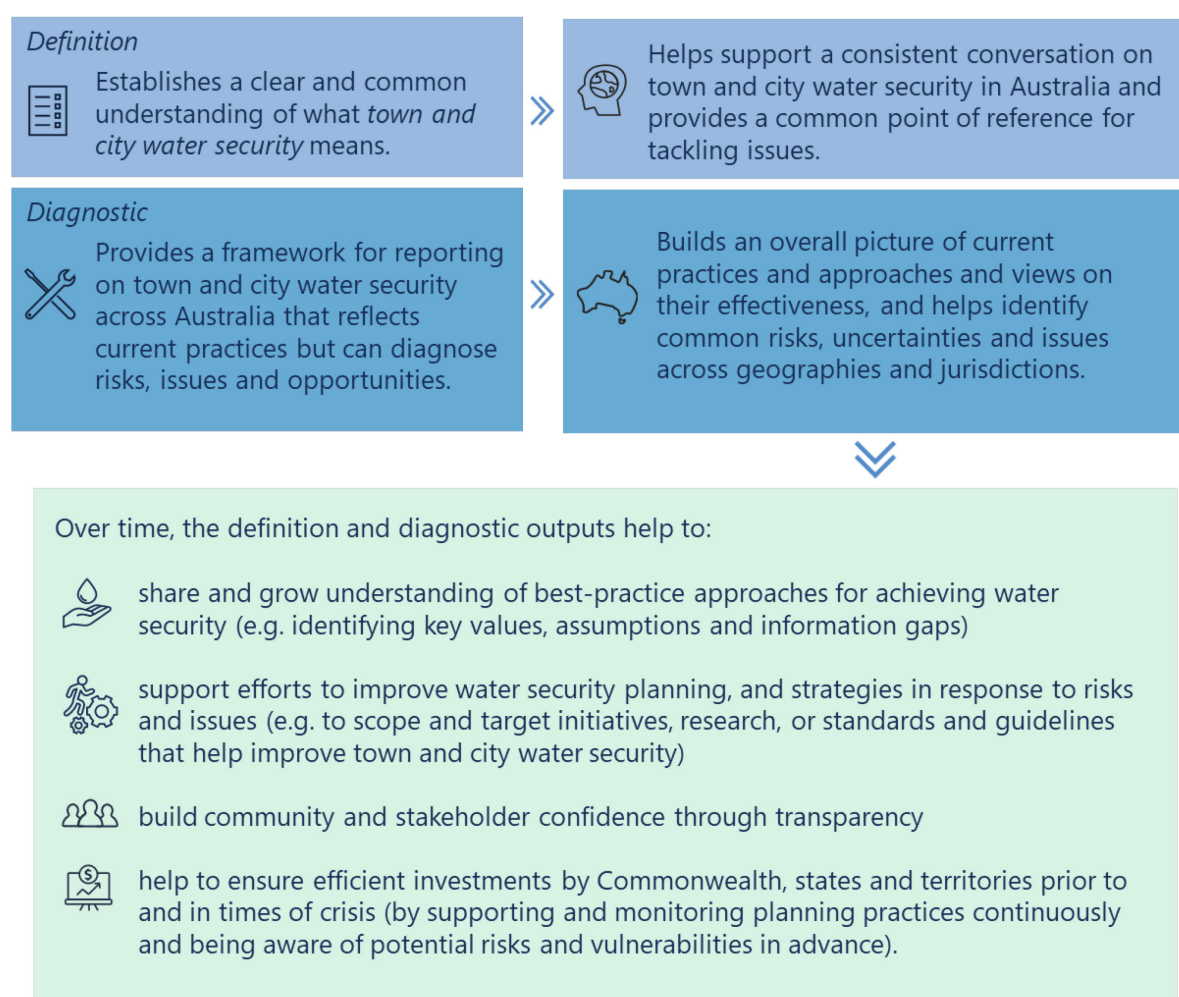 Definition
Establishes a clear and common
understanding of what town and
city water security means.
Helps support a consistent conversation on
town and city water security in Australia and
provides a common point of reference for
tackling issues.
Diagnostic
Provides a framework for reporting
on town and city water security
across Australia that reflects
current practices but can diagnose
risks, issues and opportunities.
Builds an overall picture of current
practices and approaches and views on
their effectiveness, and helps identify
common risks, uncertainties and issues
across geographies and jurisdictions.
Over time, the definition and diagnostic outputs help to:
share and grow understanding of best-practice approaches for achieving water
security (e.g. identifying key values, assumptions and information gaps)
support efforts to improve water security planning, and strategies in response to risks
and issues (e.g. to scope and target initiatives, research, or standards and guidelines
that help improve town and city water security)
build community and stakeholder confidence through transparency
help to ensure efficient investments by Commonwealth, states and territories prior to
and in times of crisis (by supporting and monitoring planning practices continuously
and being aware of potential risks and vulnerabilities in advance).